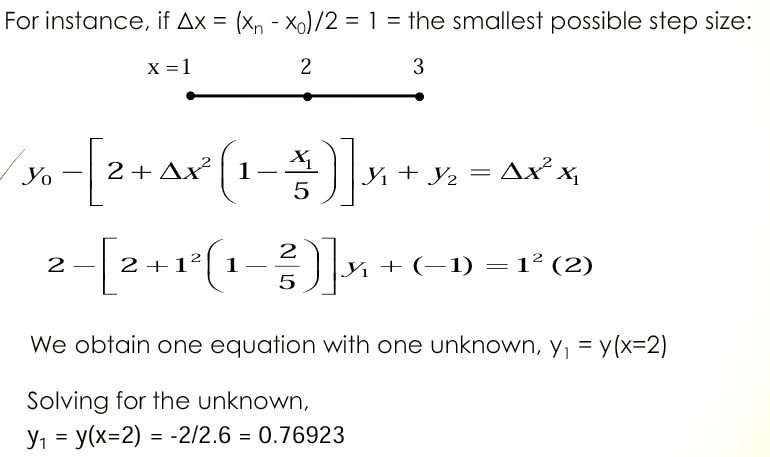 For instance, if Δx = (xₙ - x₀)/2 = 1 = the smallest possible step size:
x =1 2 3
y₀ − [2 + Δx² (1 − x₁/5)] y₁ + y₂ = Δx² x₁
2 − [2 + 1² (1 − 2/5)] y₁ + (−1) = 1² (2)
We obtain one equation with one unknown, y₁ = y(x=2)
Solving for the unknown,
y₁ = y(x=2) = -2/2.6 = 0.76923